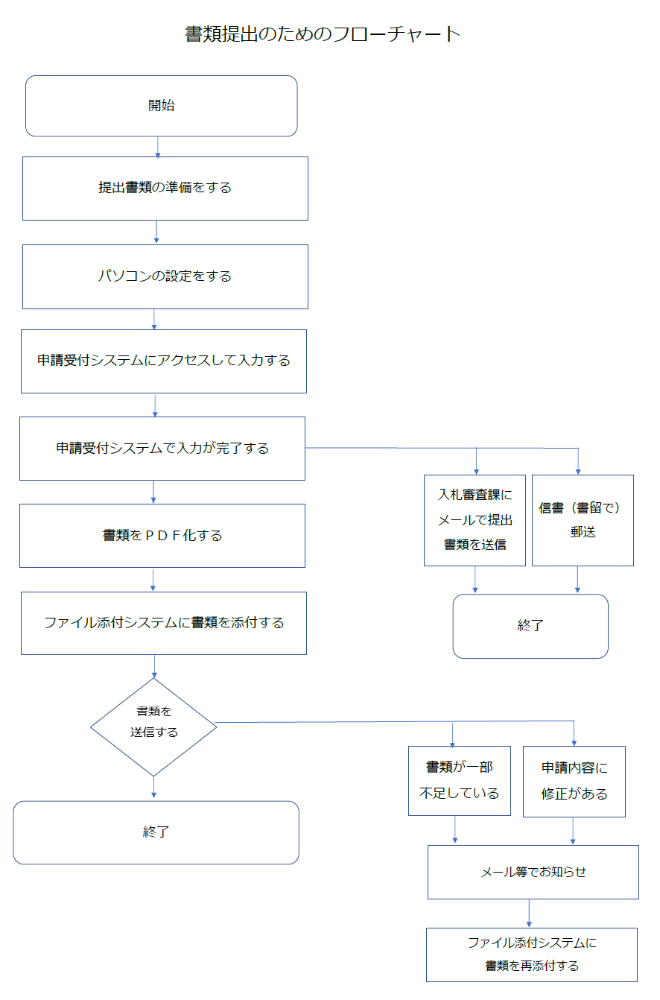 書類提出のためのフローチャート
開始
提出書類の準備をする
パソコンの設定をする
申請受付システムにアクセスして入力する
申請受付システムで入力が完了する
入札審査課に
メールで提出
書類を送信
信書（書留で）
郵送
書類をＰＤＦ化する
ファイル添付システムに書類を添付する
終了
書類を
送信する
書類が一部
不足している
申請内容に
修正がある
終了
メール等でお知らせ
ファイル添付システムに
書類を再添付する